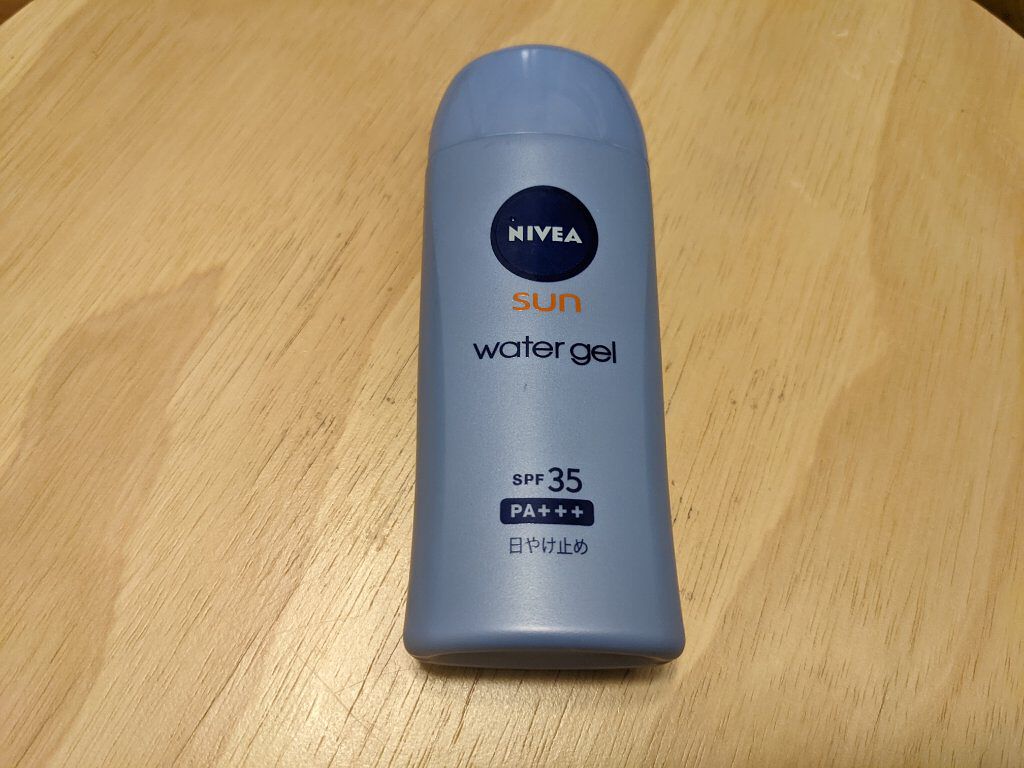 NIVEA
sun
water gel
SPF 35
PA+++
日やけ止め